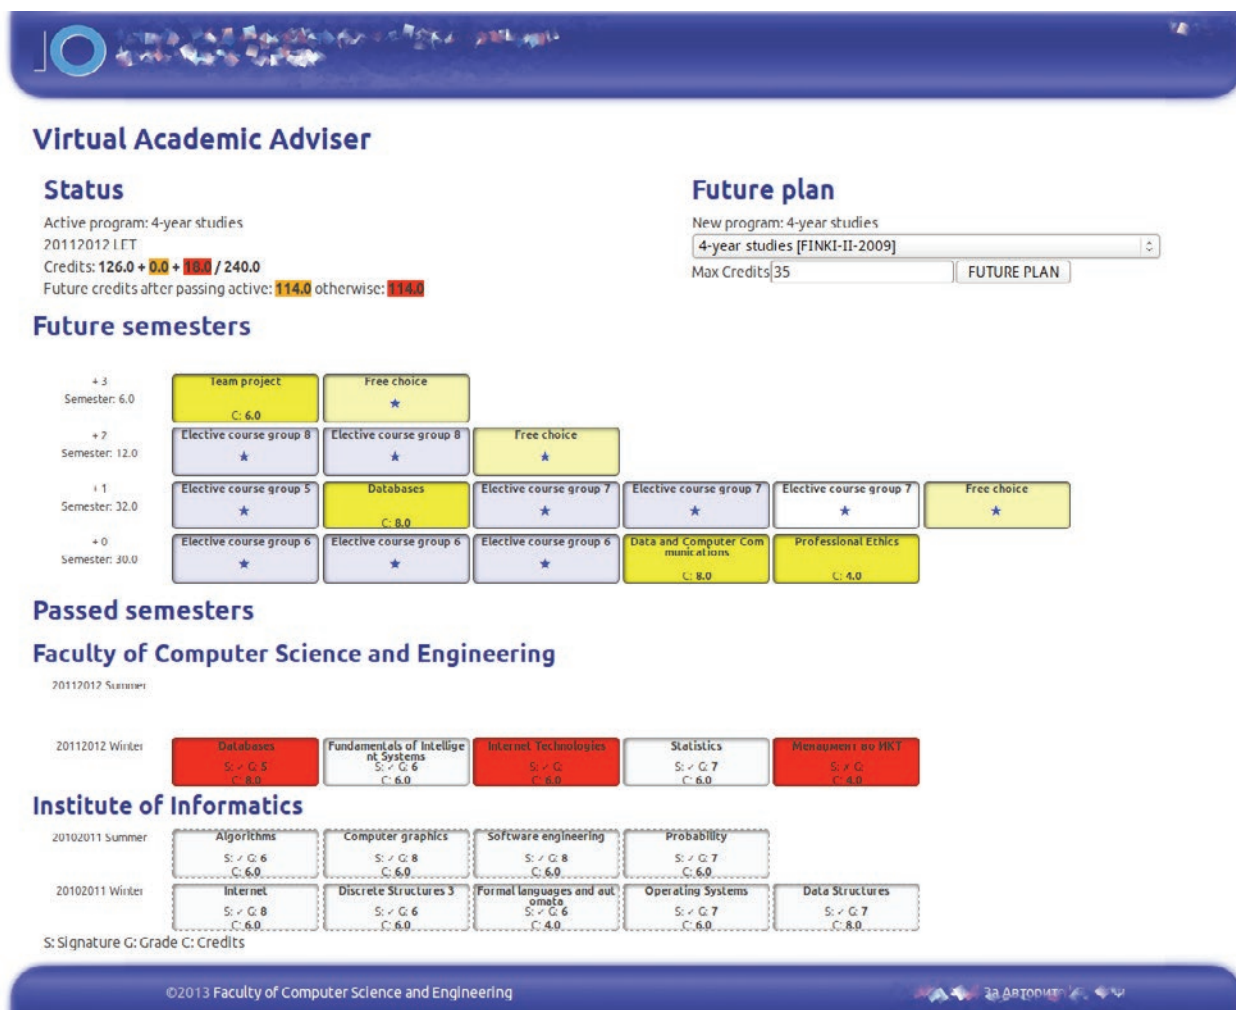 Virtual Academic Adviser
Status
Active program: 4-year studies
20112012 LET
Credits: 126.0 + 0.0 + 18.0 / 240.0
Future credits after passing active: 114.0 otherwise: 114.0
Future plan
New program: 4-year studies
4-year studies [FINKI-II-2009]
Max Credits 35 FUTURE PLAN
Future semesters
+ 3
Semester: 6.0
Team project
C: 6.0
Free choice
★
+ 2
Semester: 12.0
Elective course group 8
★
Elective course group 8
★
Free choice
★
+ 1
Semester: 32.0
Elective course group 5
★
Databases
C: 8.0
Elective course group 7
★
Elective course group 7
★
Elective course group 7
★
Free choice
★
+ 0
Semester: 30.0
Elective course group 6
★
Elective course group 6
★
Elective course group 6
★
Data and Computer Com
munications
C: 8.0
Professional Ethics
C: 4.0
Passed semesters
Faculty of Computer Science and Engineering
20112012 Summer
20112012 Winter
Databases
S: ✓ G: 5
C: 8.0
Fundamentals of Intellige
nt Systems
S: ✓ G: 6
C: 6.0
Internet Technologies
S: ✓ G:
C: 6.0
Statistics
S: ✓ G: 7
C: 6.0
Менаџмент во ИКТ
S: ✗ G:
C: 4.0
Institute of Informatics
20102011 Summer
Algorithms
S: ✓ G: 6
C: 6.0
Computer graphics
S: ✓ G: 8
C: 6.0
Software engineering
S: ✓ G: 8
C: 6.0
Probability
S: ✓ G: 7
C: 6.0
20102011 Winter
Internet
S: ✓ G: 8
C: 6.0
Discrete Structures 3
S: ✓ G: 6
C: 6.0
Formal languages and aut
omata
S: ✓ G: 6
C: 4.0
Operating Systems
S: ✓ G: 7
C: 6.0
Data Structures
S: ✓ G: 7
C: 8.0
S: Signature G: Grade C: Credits
©2013 Faculty of Computer Science and Engineering
За